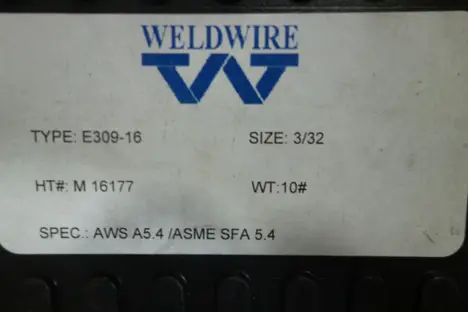 WELDWIRE
TYPE: E309-16 SIZE: 3/32
HT#: M 16177 WT:10#
SPEC.: AWS A5.4 /ASME SFA 5.4